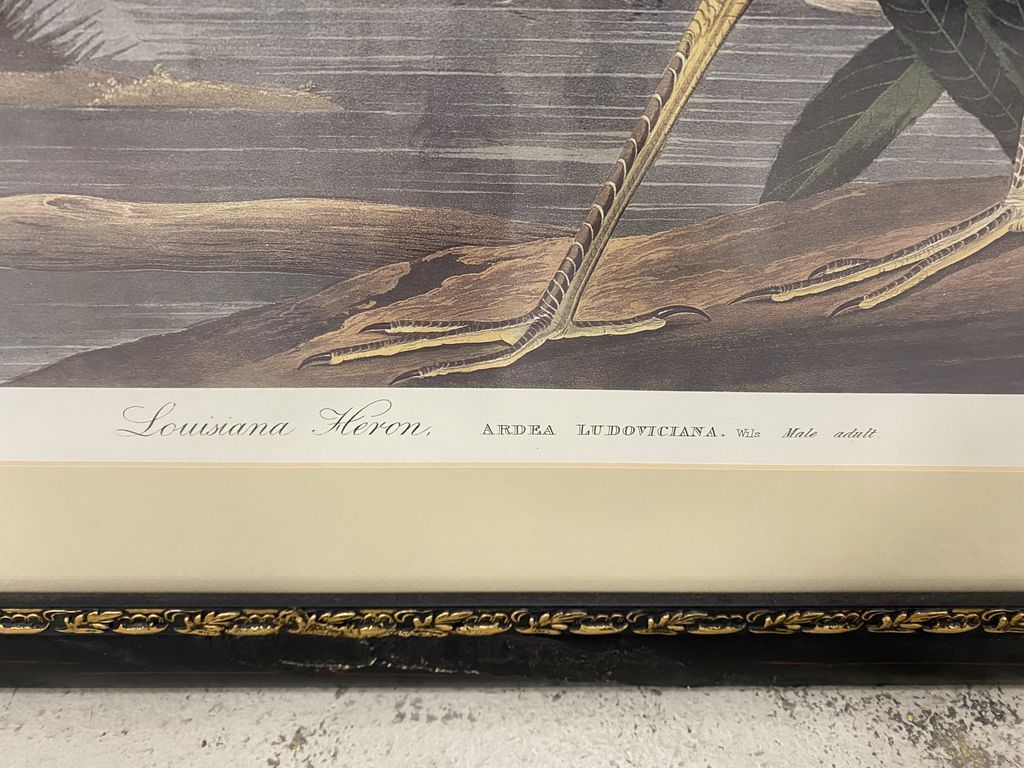 Louisiana Heron, ARDEA LUDOVICIANA. Wils Male adult.